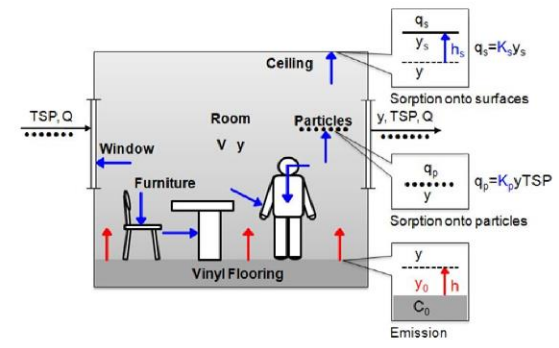 q_s
y_s
h_s
q_s=K_sy_s
y
Sorption onto surfaces
Ceiling
TSP, Q
Room
Particles
y, TSP, Q
V y
Window
q_p
y
q_p=K_pyTSP
Sorption onto particles
Furniture
y
y_0
h
C_0
Vinyl Flooring
Emission